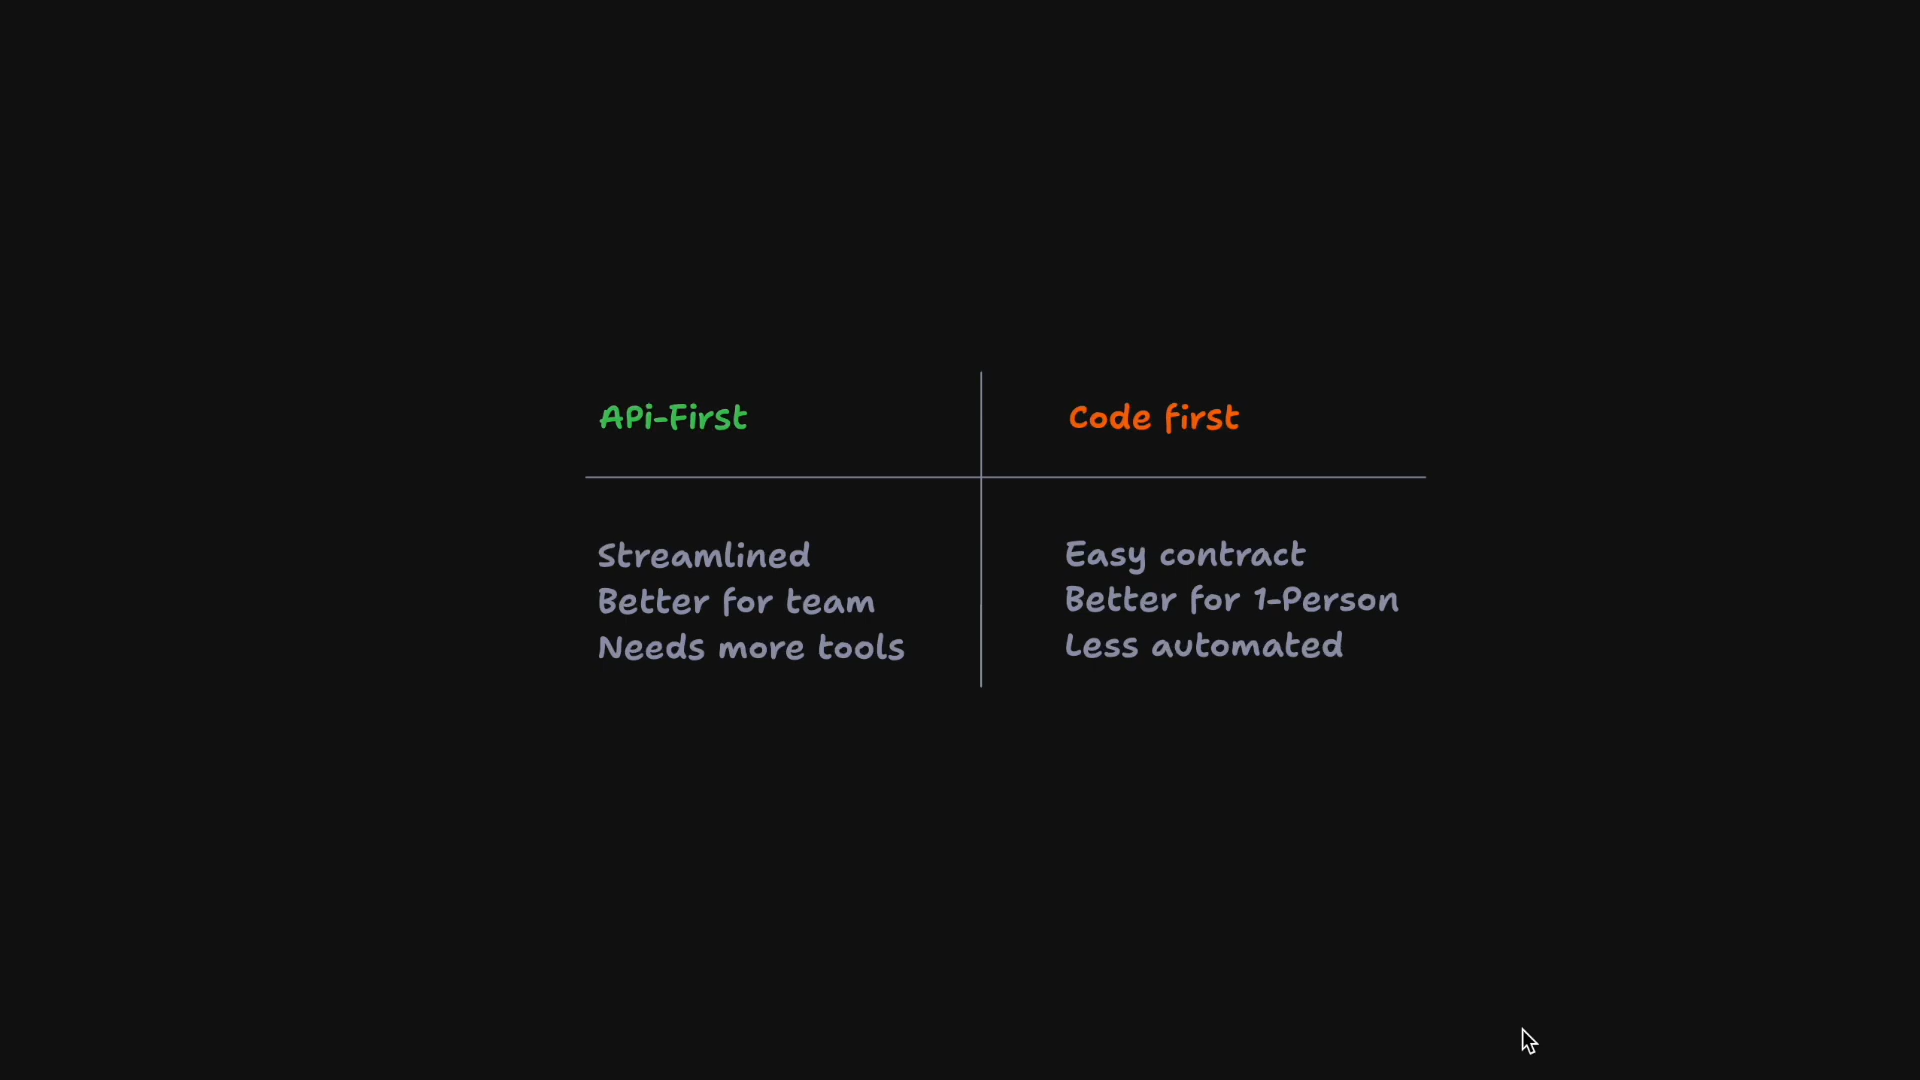 APi-First
Code first
Streamlined
Better for team
Needs more tools
Easy contract
Better for 1-Person
Less automated